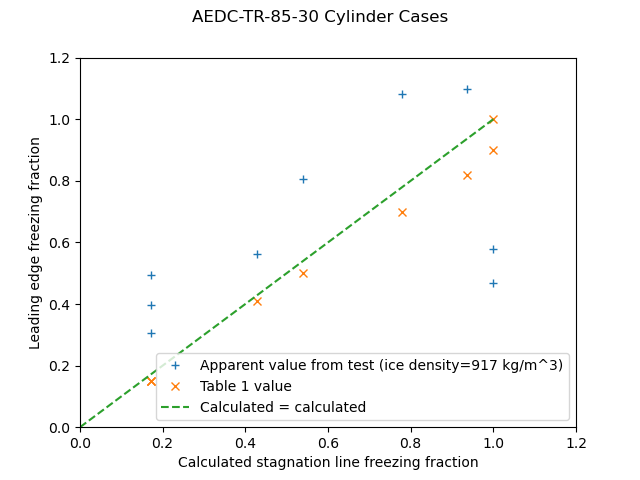 AEDC-TR-85-30 Cylinder Cases
1.2
1.0
0.8
0.6
0.4
0.2
0.0
Leading edge freezing fraction
Apparent value from test (ice density=917 kg/m^3)
Table 1 value
Calculated = calculated
0.0 0.2 0.4 0.6 0.8 1.0 1.2
Calculated stagnation line freezing fraction